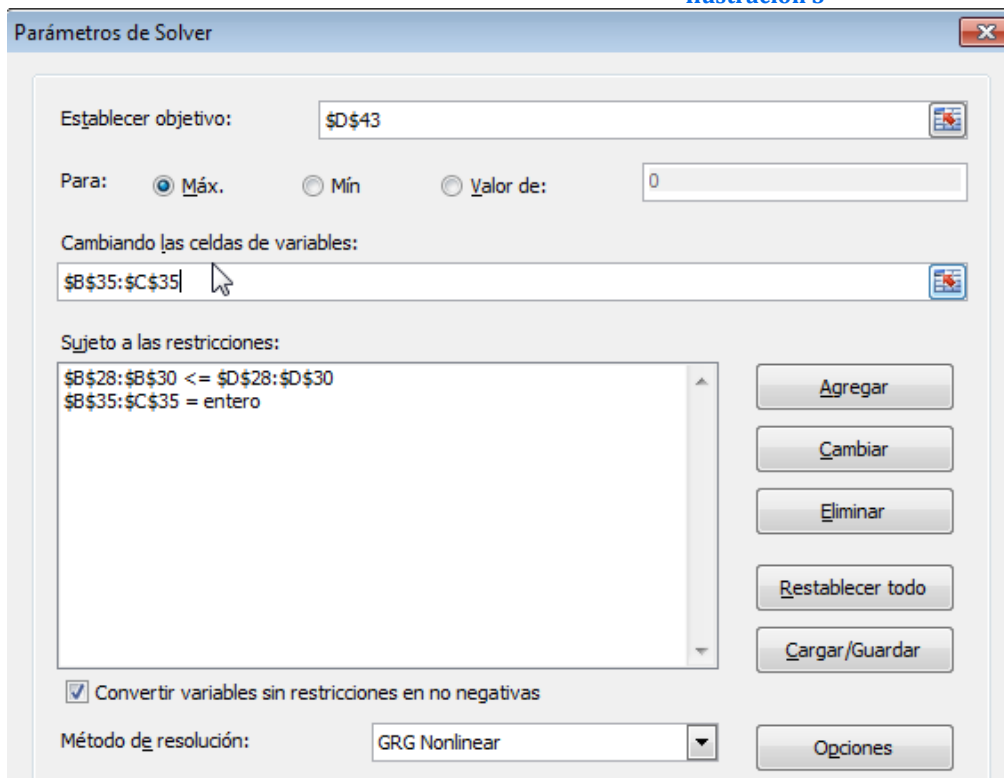 Parámetros de Solver
Establecer objetivo:
$D$43
Para:
Máx.
Mín
Valor de:
0
Cambiando las celdas de variables:
$B$35:$C$35
Sujeto a las restricciones:
$B$28:$B$30 <= $D$28:$D$30
$B$35:$C$35 = entero
Agregar
Cambiar
Eliminar
Restablecer todo
Cargar/Guardar
Convertir variables sin restricciones en no negativas
Método de resolución:
GRG Nonlinear
Opciones